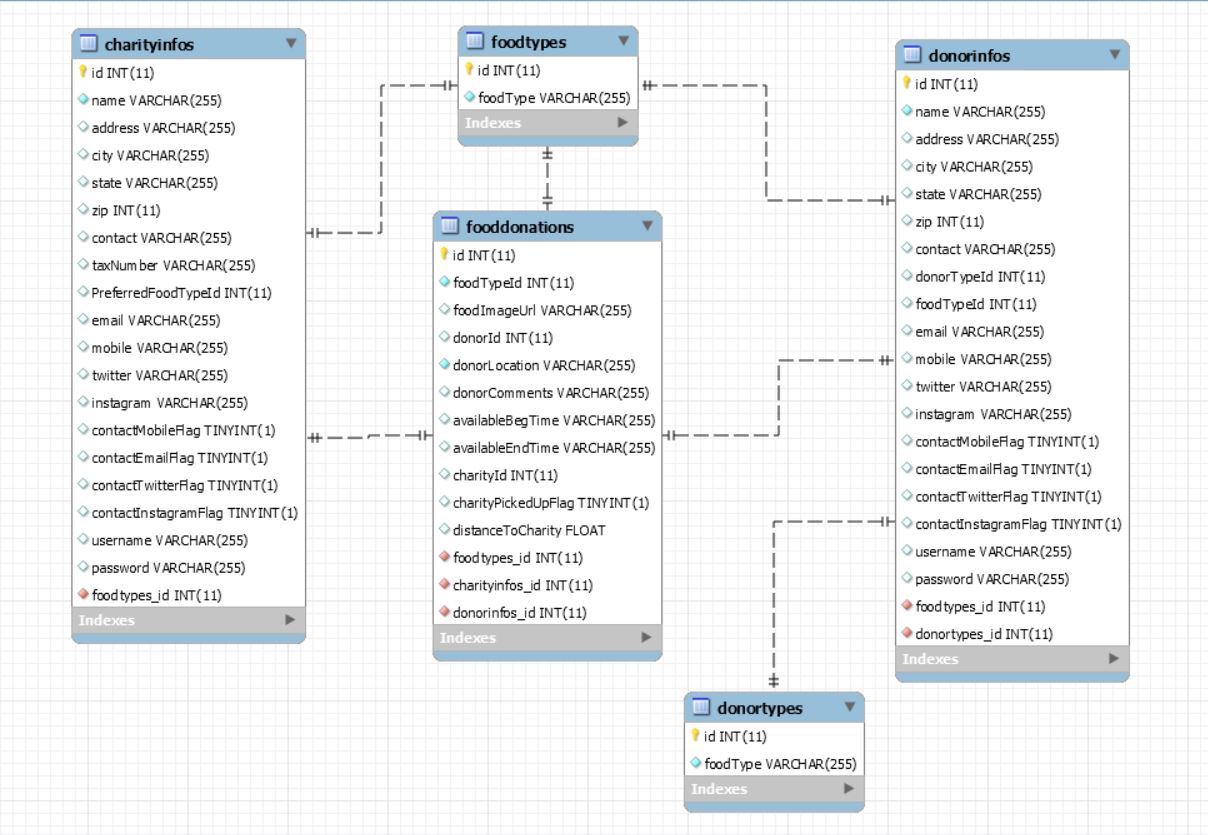 charityinfos
id INT(11)
name VARCHAR(255)
address VARCHAR(255)
city VARCHAR(255)
state VARCHAR(255)
zip INT(11)
contact VARCHAR(255)
taxNumber VARCHAR(255)
PreferredFoodTypeId INT(11)
email VARCHAR(255)
mobile VARCHAR(255)
twitter VARCHAR(255)
instagram VARCHAR(255)
contactMobileFlag TINYINT(1)
contactEmailFlag TINYINT(1)
contactTwitterFlag TINYINT(1)
contactInstagramFlag TINYINT(1)
username VARCHAR(255)
password VARCHAR(255)
foodtypes_id INT(11)
Indexes
foodtypes
id INT(11)
foodType VARCHAR(255)
Indexes
fooddonations
id INT(11)
foodTypeId INT(11)
foodImageUrl VARCHAR(255)
donorId INT(11)
donorLocation VARCHAR(255)
donorComments VARCHAR(255)
availableBegTime VARCHAR(255)
availableEndTime VARCHAR(255)
charityId INT(11)
charityPickedUpFlag TINYINT(1)
distanceToCharity FLOAT
foodtypes_id INT(11)
charityinfos_id INT(11)
donorinfos_id INT(11)
Indexes
donorinfos
id INT(11)
name VARCHAR(255)
address VARCHAR(255)
city VARCHAR(255)
state VARCHAR(255)
zip INT(11)
contact VARCHAR(255)
donorTypeId INT(11)
foodTypeId INT(11)
email VARCHAR(255)
mobile VARCHAR(255)
twitter VARCHAR(255)
instagram VARCHAR(255)
contactMobileFlag TINYINT(1)
contactEmailFlag TINYINT(1)
contactTwitterFlag TINYINT(1)
contactInstagramFlag TINYINT(1)
username VARCHAR(255)
password VARCHAR(255)
foodtypes_id INT(11)
donortypes_id INT(11)
Indexes
donortypes
id INT(11)
foodType VARCHAR(255)
Indexes